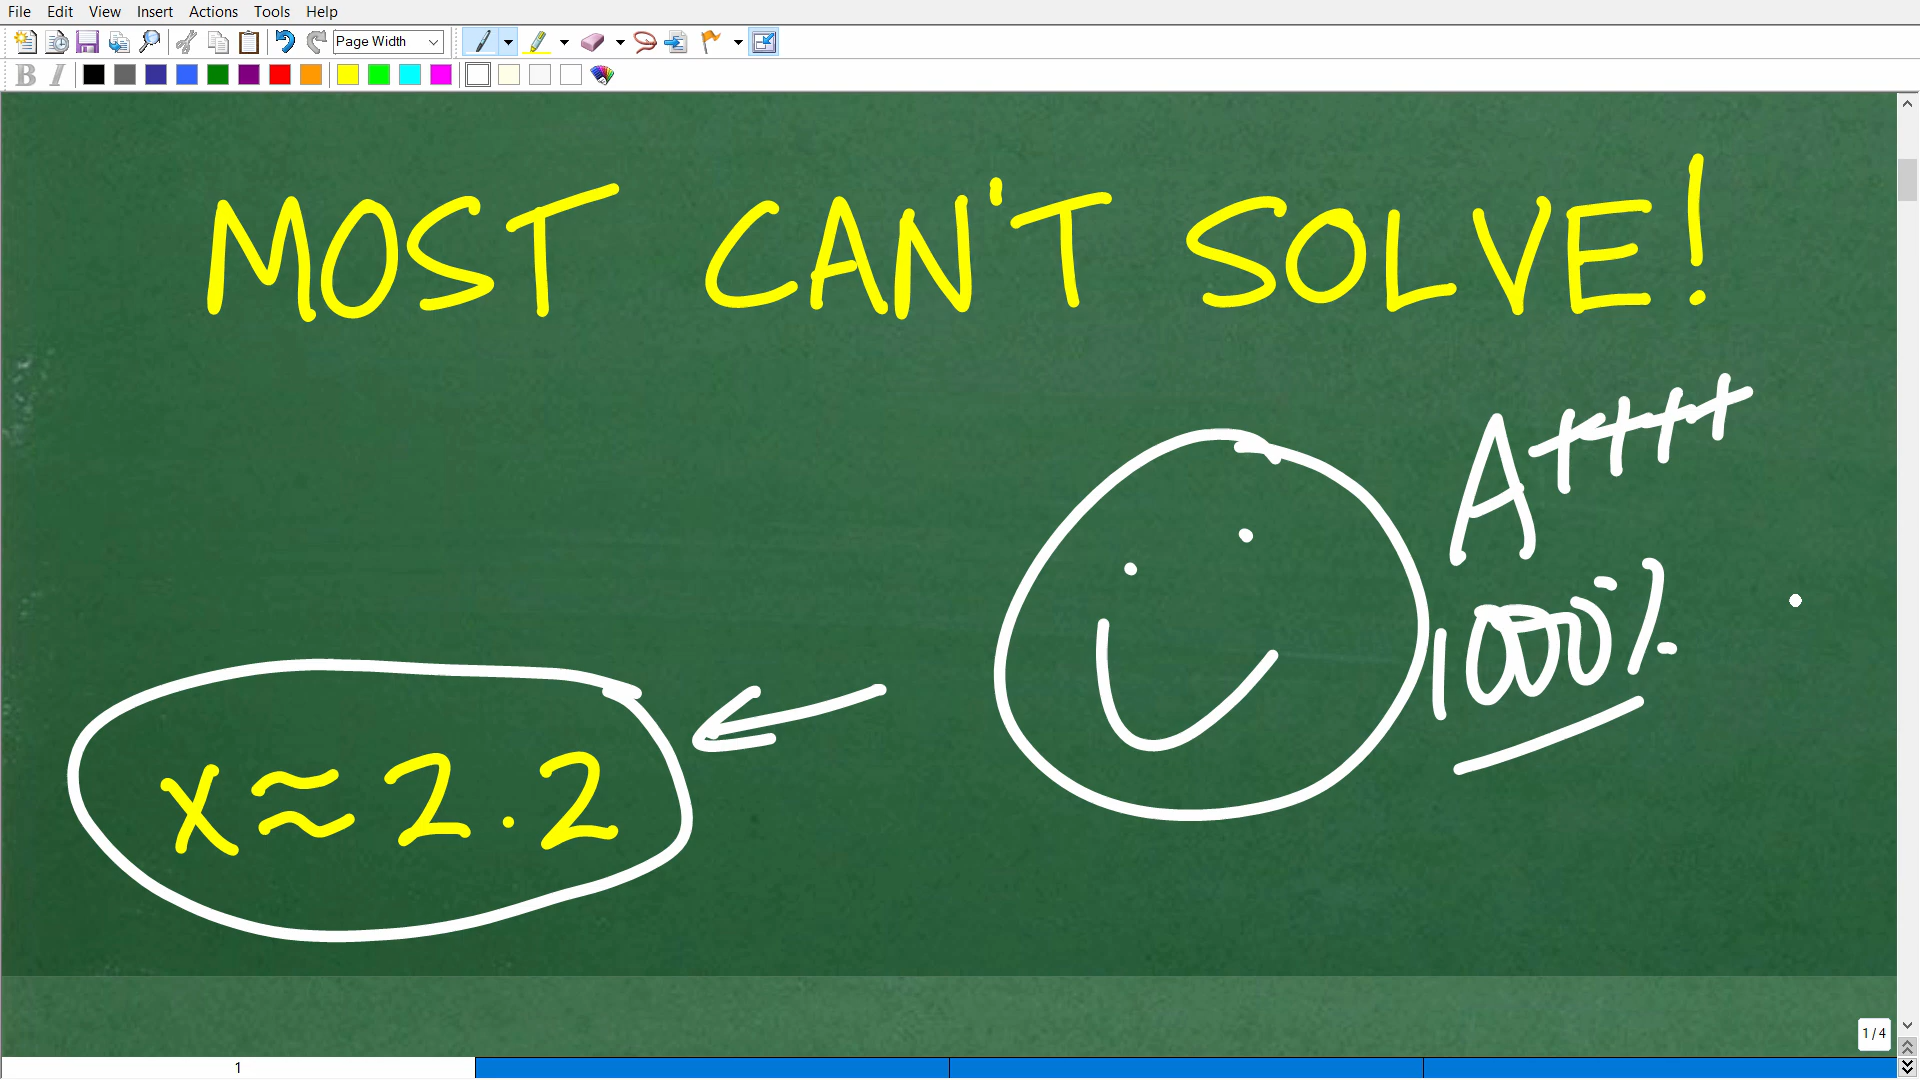 File Edit View Insert Actions Tools Help
Page Width
B I
MOST CAN'T SOLVE!
A++++
1000%
x≈2.2
1/4
1